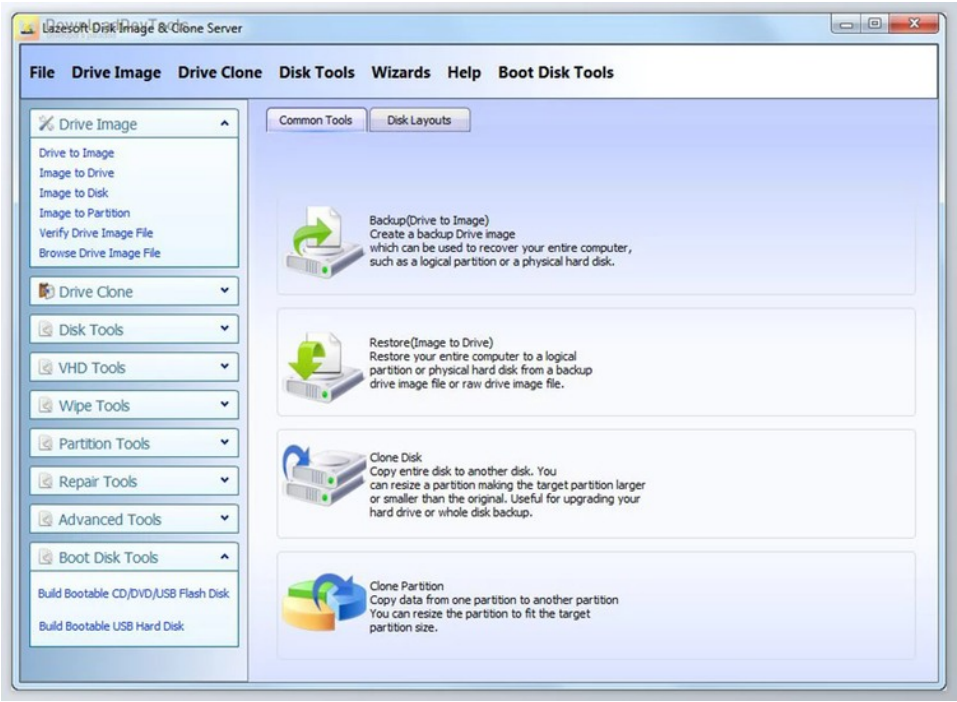 DownloadDevTools
Lazesoft Disk Image & Clone Server
File Drive Image Drive Clone Disk Tools Wizards Help Boot Disk Tools
Drive Image
Drive to Image
Image to Drive
Image to Disk
Image to Partition
Verify Drive Image File
Browse Drive Image File
Drive Clone
Disk Tools
VHD Tools
Wipe Tools
Partition Tools
Repair Tools
Advanced Tools
Boot Disk Tools
Build Bootable CD/DVD/USB Flash Disk
Build Bootable USB Hard Disk
Common Tools Disk Layouts
Backup(Drive to Image)
Create a backup Drive image
which can be used to recover your entire computer,
such as a logical partition or a physical hard disk.
Restore(Image to Drive)
Restore your entire computer to a logical
partition or physical hard disk from a backup
drive image file or raw drive image file.
Clone Disk
Copy entire disk to another disk. You
can resize a partition making the target partition larger
or smaller than the original. Useful for upgrading your
hard drive or whole disk backup.
Clone Partition
Copy data from one partition to another partition
You can resize the partition to fit the target
partition size.